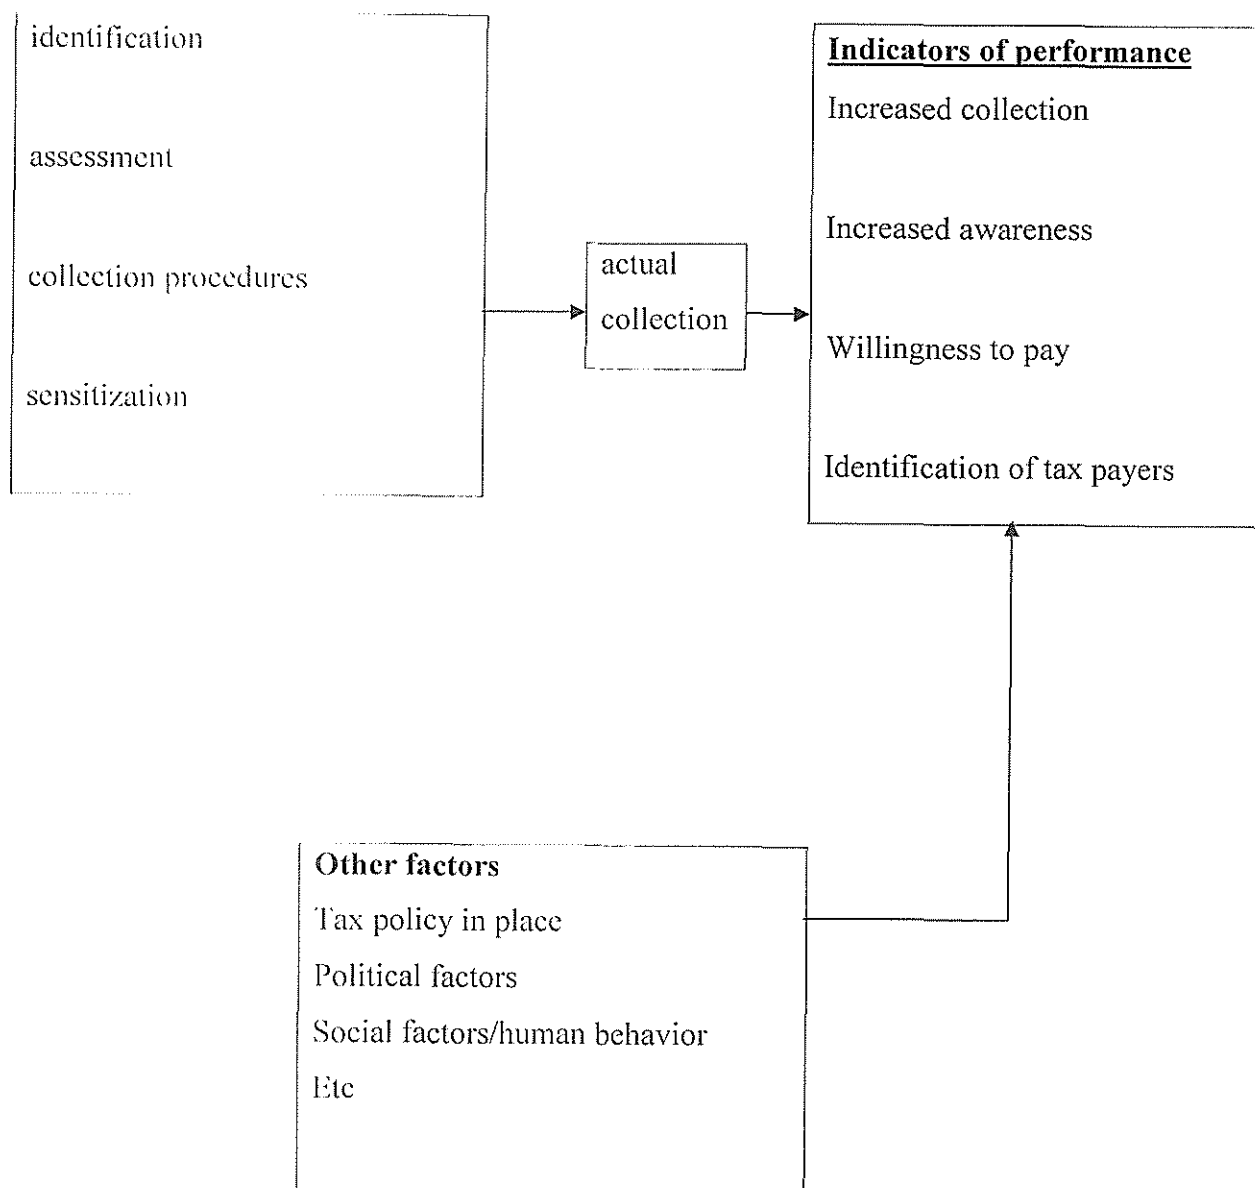 identification
assessment
collection procedures
sensitization
actual
collection
Indicators of performance
Increased collection
Increased awareness
Willingness to pay
Identification of tax payers
Other factors
Tax policy in place
Political factors
Social factors/human behavior
Etc